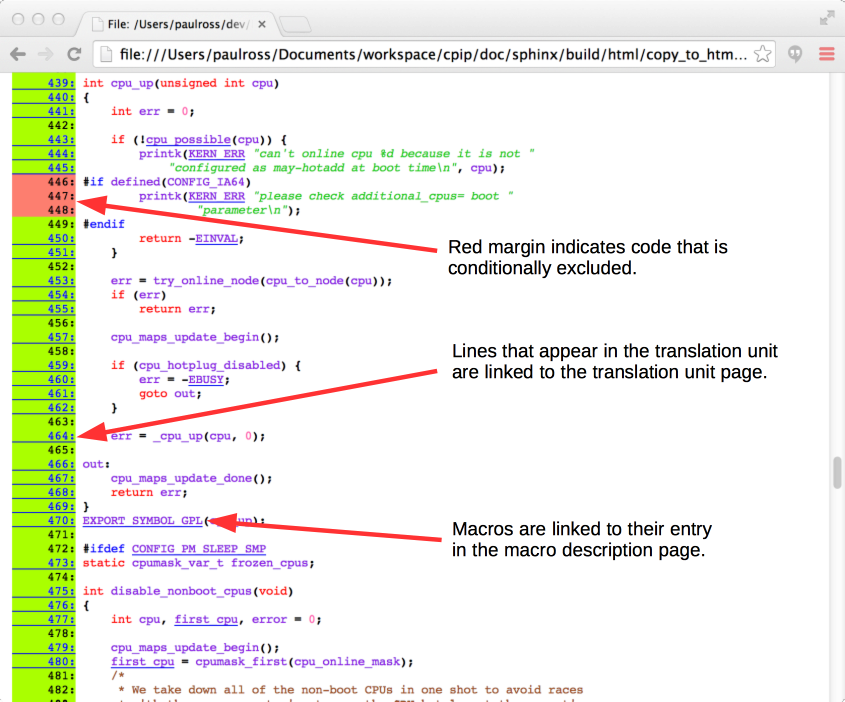 File: /Users/paulross/dev/
file:///Users/paulross/Documents/workspace/cpip/doc/sphinx/build/html/copy_to_htm...
439: int cpu_up(unsigned int cpu)
440: {
441:     int err = 0;
442:
443:     if (!cpu_possible(cpu)) {
444:         printk(KERN_ERR "can't online cpu %d because it is not "
445:             "configured as may-hotadd at boot time\n", cpu);
446: #if defined(CONFIG_IA64)
447:         printk(KERN_ERR "please check additional_cpus= boot "
448:                 "parameter\n");
449: #endif
450:         return -EINVAL;
451:     }
452:
453:     err = try_online_node(cpu_to_node(cpu));
454:     if (err)
455:         return err;
456:
457:     cpu_maps_update_begin();
458:
459:     if (cpu_hotplug_disabled) {
460:         err = -EBUSY;
461:         goto out;
462:     }
463:
464:     err = _cpu_up(cpu, 0);
465:
466: out:
467:     cpu_maps_update_done();
468:     return err;
469: }
470: EXPORT_SYMBOL_GPL(
471:
472: #ifdef CONFIG_PM_SLEEP_SMP
473: static cpumask_var_t frozen_cpus;
474:
475: int disable_nonboot_cpus(void)
476: {
477:     int cpu, first_cpu, error = 0;
478:
479:     cpu_maps_update_begin();
480:     first_cpu = cpumask_first(cpu_online_mask);
481:     /*
482:      * We take down all of the non-boot CPUs in one shot to avoid races
Red margin indicates code that is
conditionally excluded.
Lines that appear in the translation unit
are linked to the translation unit page.
Macros are linked to their entry
in the macro description page.